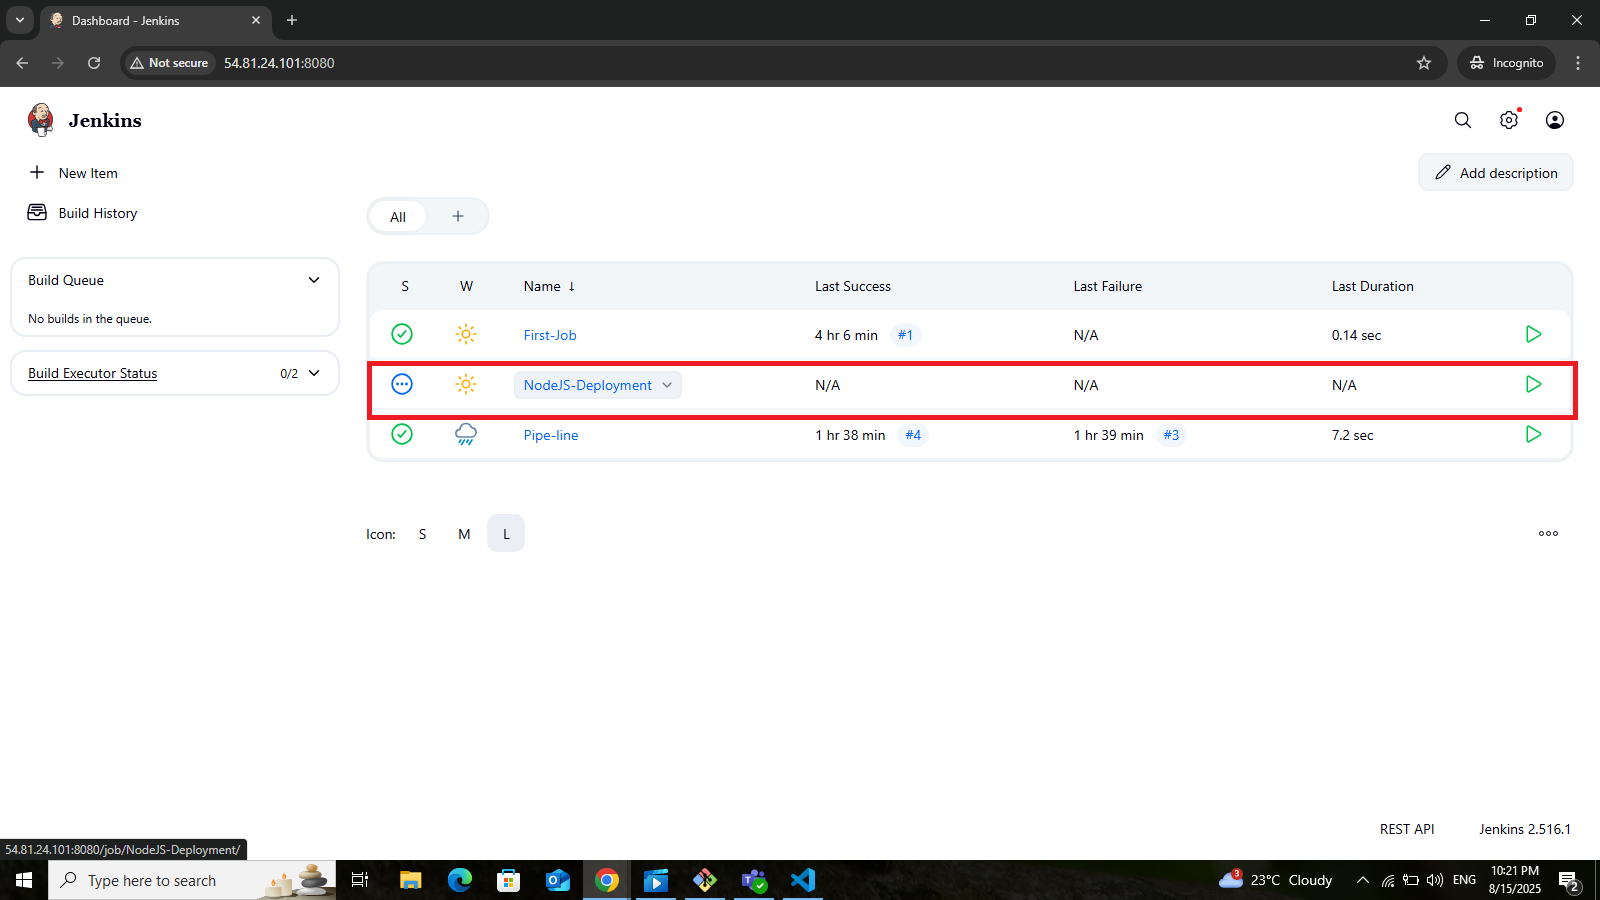 Dashboard - Jenkins
Not secure 54.81.24.101:8080
Incognito
Jenkins
New Item
Add description
Build History
All
Build Queue
No builds in the queue.
Build Executor Status 0/2
S W Name ↓ Last Success Last Failure Last Duration
First-Job 4 hr 6 min #1 N/A 0.14 sec
NodeJS-Deployment N/A N/A N/A
Pipe-line 1 hr 38 min #4 1 hr 39 min #3 7.2 sec
Icon: S M L
REST API Jenkins 2.516.1
54.81.24.101:8080/job/NodeJS-Deployment/
Type here to search
3
23°C Cloudy
ENG
10:21 PM
8/15/2025
2